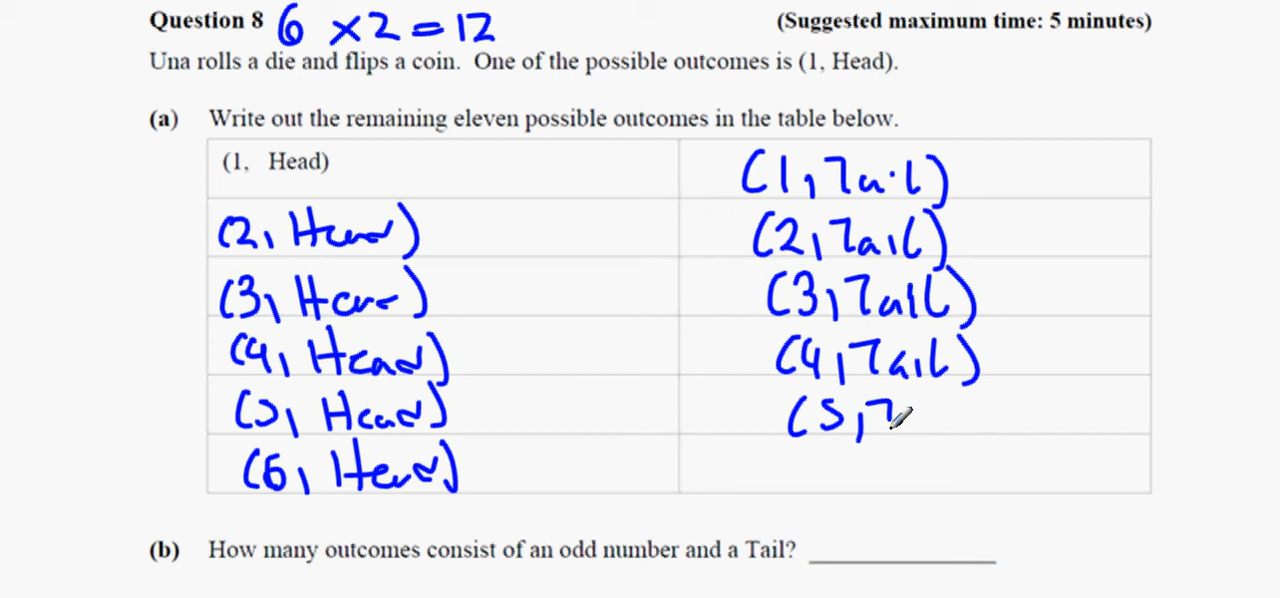 Question 8 6 × 2 = 12 (Suggested maximum time: 5 minutes)
Una rolls a die and flips a coin. One of the possible outcomes is (1, Head).
(a) Write out the remaining eleven possible outcomes in the table below.
(1, Head) (1, Tail)
(2, Head) (2, Tail)
(3, Head) (3, Tail)
(4, Head) (4, Tail)
(5, Head) (5, T
(6, Head)
(b) How many outcomes consist of an odd number and a Tail?